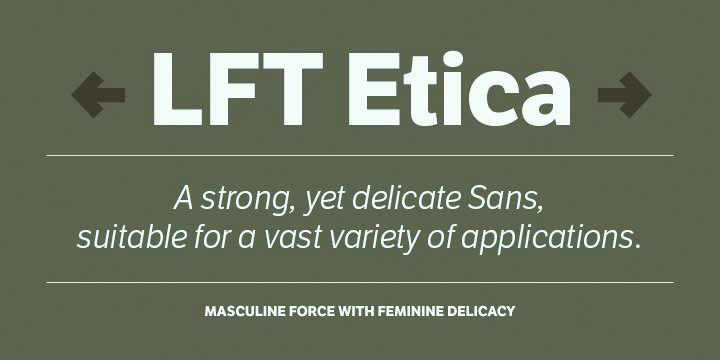 LFT Etica
A strong, yet delicate Sans,
suitable for a vast variety of applications.
MASCULINE FORCE WITH FEMININE DELICACY